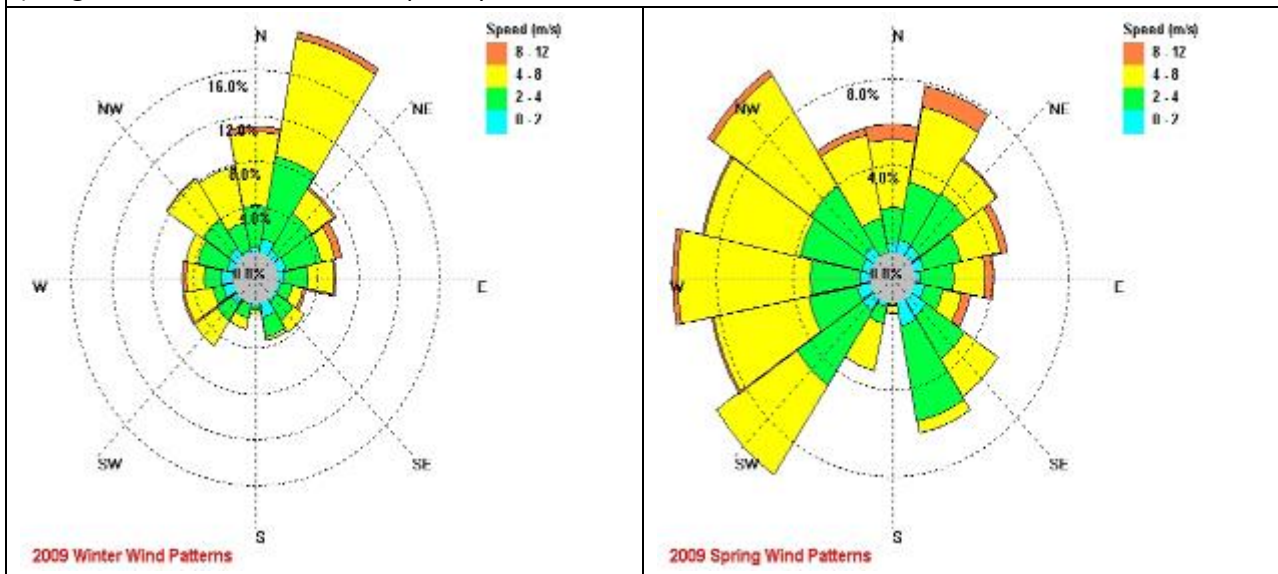 N
NW
NE
W
E
SW
SE
S
16.0%
12.0%
8.0%
4.0%
0.0%
Speed (m/s)
8 - 12
4 - 8
2 - 4
0 - 2
2009 Winter Wind Patterns
N
NW
NE
W
E
SW
SE
S
8.0%
4.0%
0.0%
Speed (m/s)
8 - 12
4 - 8
2 - 4
0 - 2
2009 Spring Wind Patterns